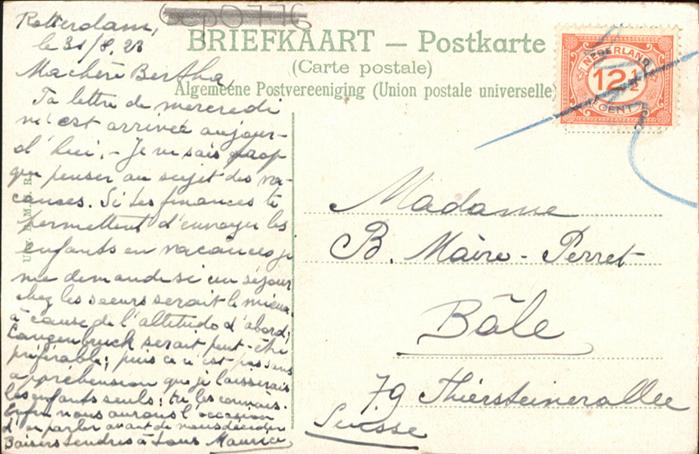 Rotterdam,
le 31/8.23
Ma chère Bertha,
Ta lettre de mercredi
m'est arrivée aujour-
d'hui. - Je ne sais trop
que penser au sujet des va-
cances. Si tes finances te
permettent d'envoyer les
enfants en vacances, je
me demande si un séjour
chez les soeurs serait le mieux
à cause de l'altitude d'abord;
Langenbruck serait peut-être
préférable; puis ce n'est pas sans
appréhension que je laisserais
les enfants seuls; tu les connais.
Enfin nous aurons l'occasion
d'en parler avant de nous décider
Baisers tendres à tous Maurice
BRIEFKAART – Postkarte
(Carte postale)
Algemeene Postvereeniging (Union postale universelle)
NEDERLAND
12½
CENT
Madame
B. Maire-Perret
Bâle
79 Thiersteinerallee
Suisse